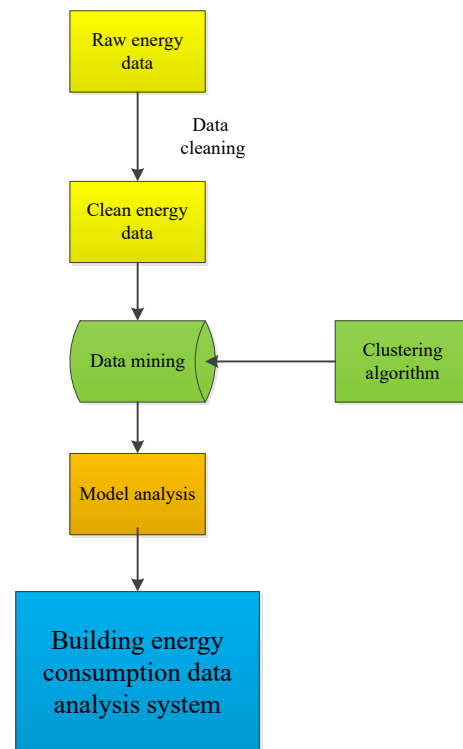 Raw energy
data
Data
cleaning
Clean energy
data
Data mining
Clustering
algorithm
Model analysis
Building energy
consumption data
analysis system